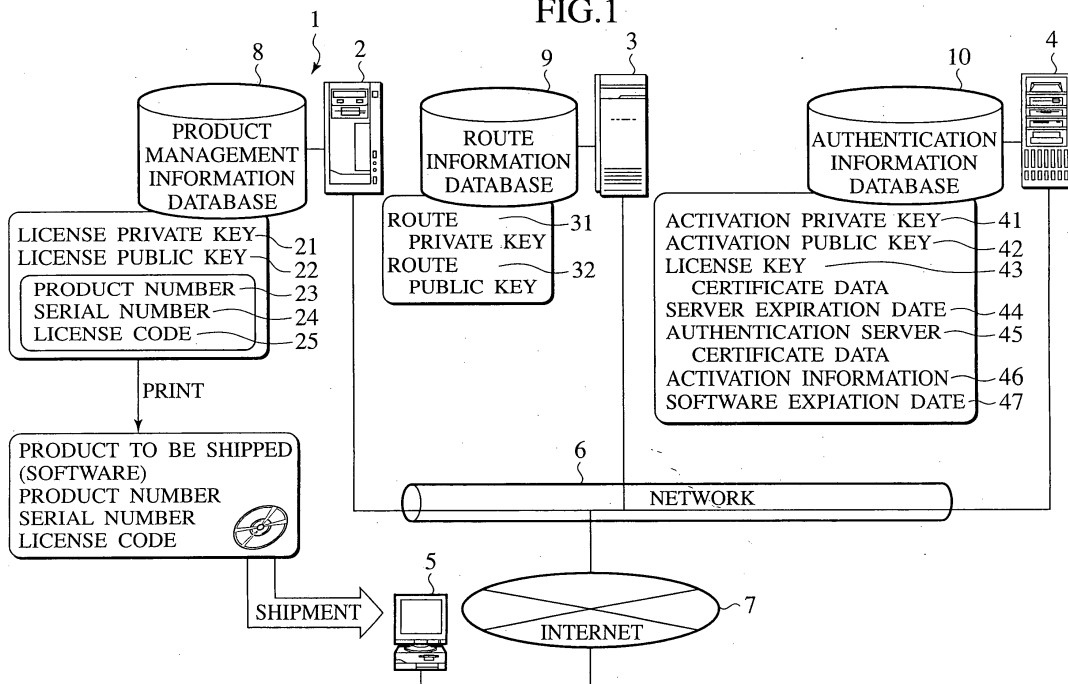 FIG.1
1
8
2
9
3
10
4
PRODUCT
MANAGEMENT
INFORMATION
DATABASE
ROUTE
INFORMATION
DATABASE
AUTHENTICATION
INFORMATION
DATABASE
LICENSE PRIVATE KEY 21
LICENSE PUBLIC KEY 22
PRODUCT NUMBER 23
SERIAL NUMBER 24
LICENSE CODE 25
ROUTE 31
PRIVATE KEY
ROUTE 32
PUBLIC KEY
ACTIVATION PRIVATE KEY 41
ACTIVATION PUBLIC KEY 42
LICENSE KEY 43
CERTIFICATE DATA
SERVER EXPIRATION DATE 44
AUTHENTICATION SERVER 45
CERTIFICATE DATA
ACTIVATION INFORMATION 46
SOFTWARE EXPIATION DATE 47
PRINT
PRODUCT TO BE SHIPPED
(SOFTWARE)
PRODUCT NUMBER
SERIAL NUMBER
LICENSE CODE
6
NETWORK
SHIPMENT
5
7
INTERNET